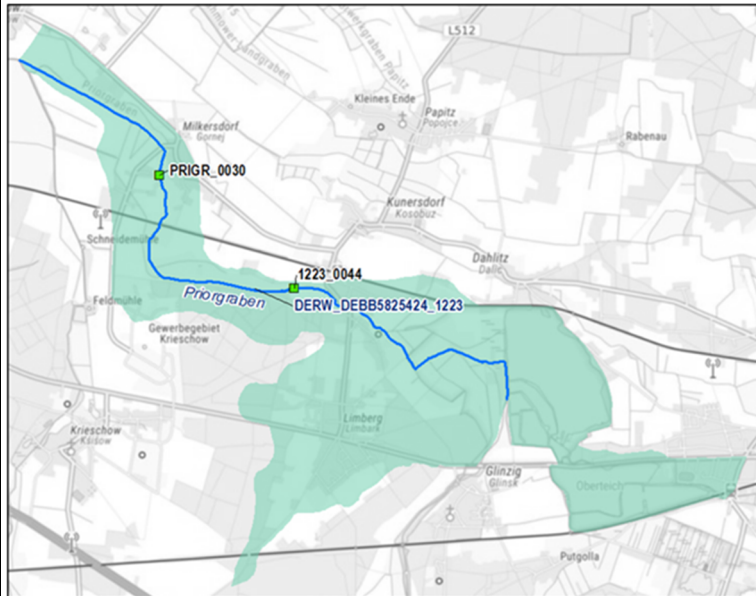 L512
Priorgraben
Kleines Ende
Papitz
Popojce
Milkersdorf
Gornej
Rabenau
PRIGR_0030
Kunersdorf
Kosobuz
Schneidemühle
Dahlitz
Dalic
1223_0044
Priorgraben
DERW_DEBB5825424_1223
Feldmühle
Gewerbegebiet
Krieschow
Limberg
Limbark
Krieschow
Kśišow
Glinzig
Glinsk
Oberteich
Putgolla